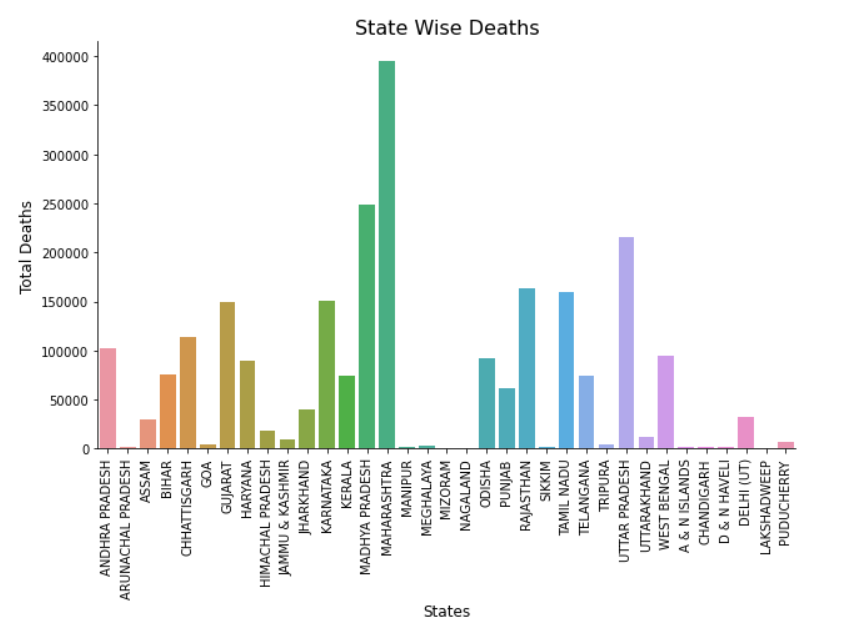 State Wise Deaths
Total Deaths
400000
350000
300000
250000
200000
150000
100000
50000
0
ANDHRA PRADESH
ARUNACHAL PRADESH
ASSAM
BIHAR
CHHATTISGARH
GOA
GUJARAT
HARYANA
HIMACHAL PRADESH
JAMMU & KASHMIR
JHARKHAND
KARNATAKA
KERALA
MADHYA PRADESH
MAHARASHTRA
MANIPUR
MEGHALAYA
MIZORAM
NAGALAND
ODISHA
PUNJAB
RAJASTHAN
SIKKIM
TAMIL NADU
TELANGANA
TRIPURA
UTTAR PRADESH
UTTARAKHAND
WEST BENGAL
A & N ISLANDS
CHANDIGARH
D & N HAVELI
DELHI (UT)
LAKSHADWEEP
PUDUCHERRY
States